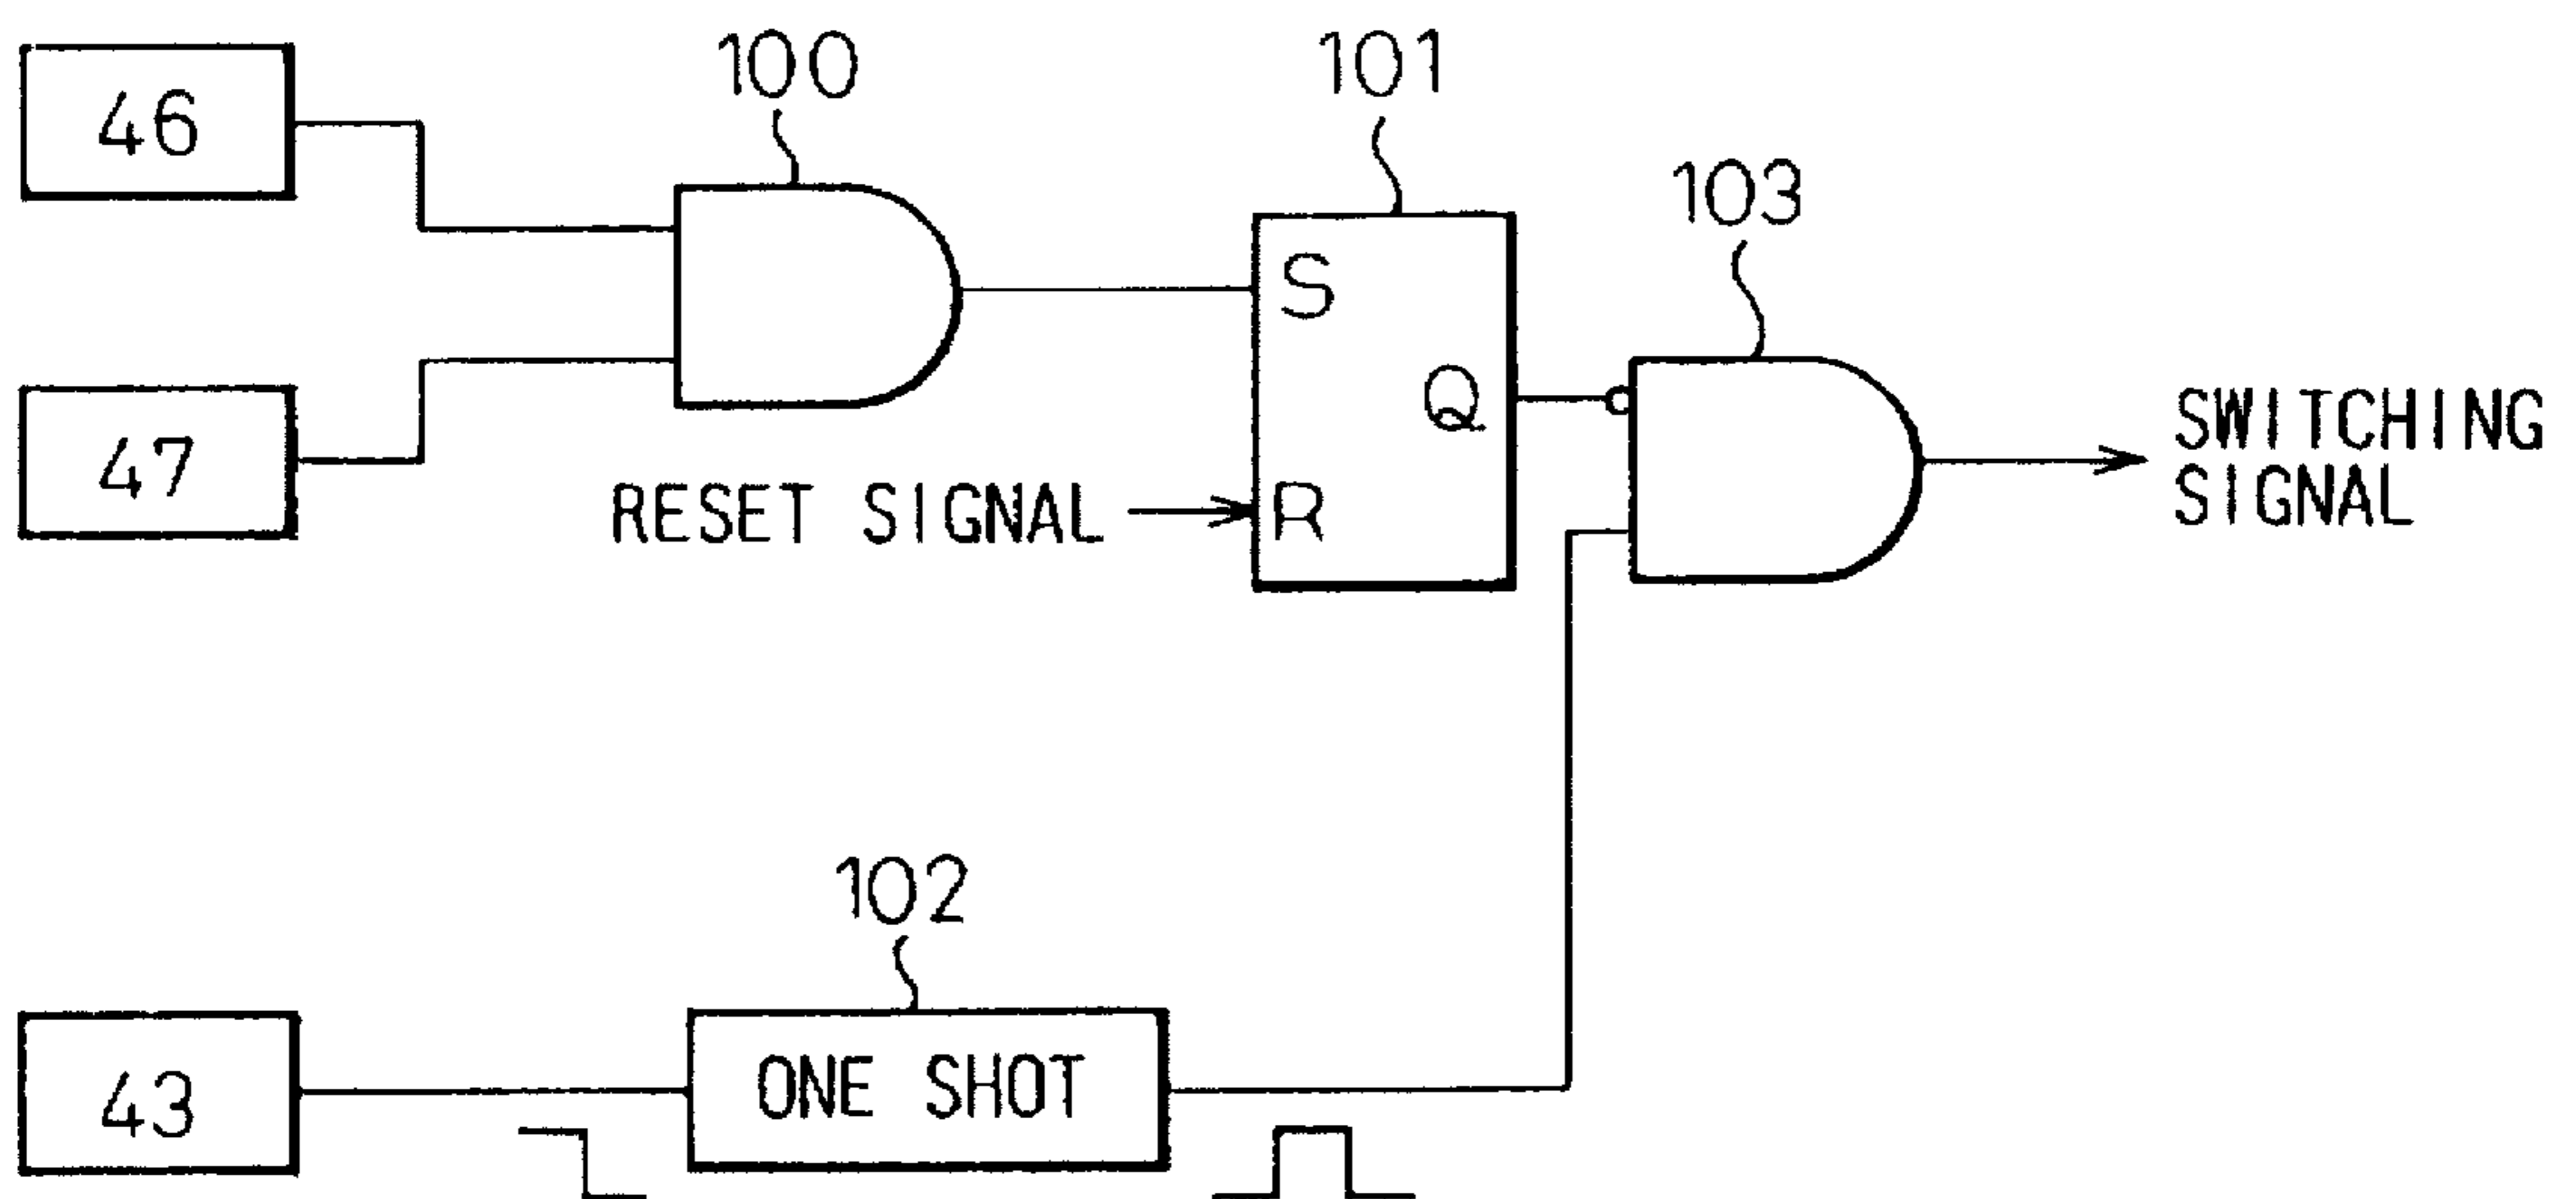 46
100
101
103
S
Q
47
RESET SIGNAL
R
SWITCHING
SIGNAL
102
43
ONE SHOT